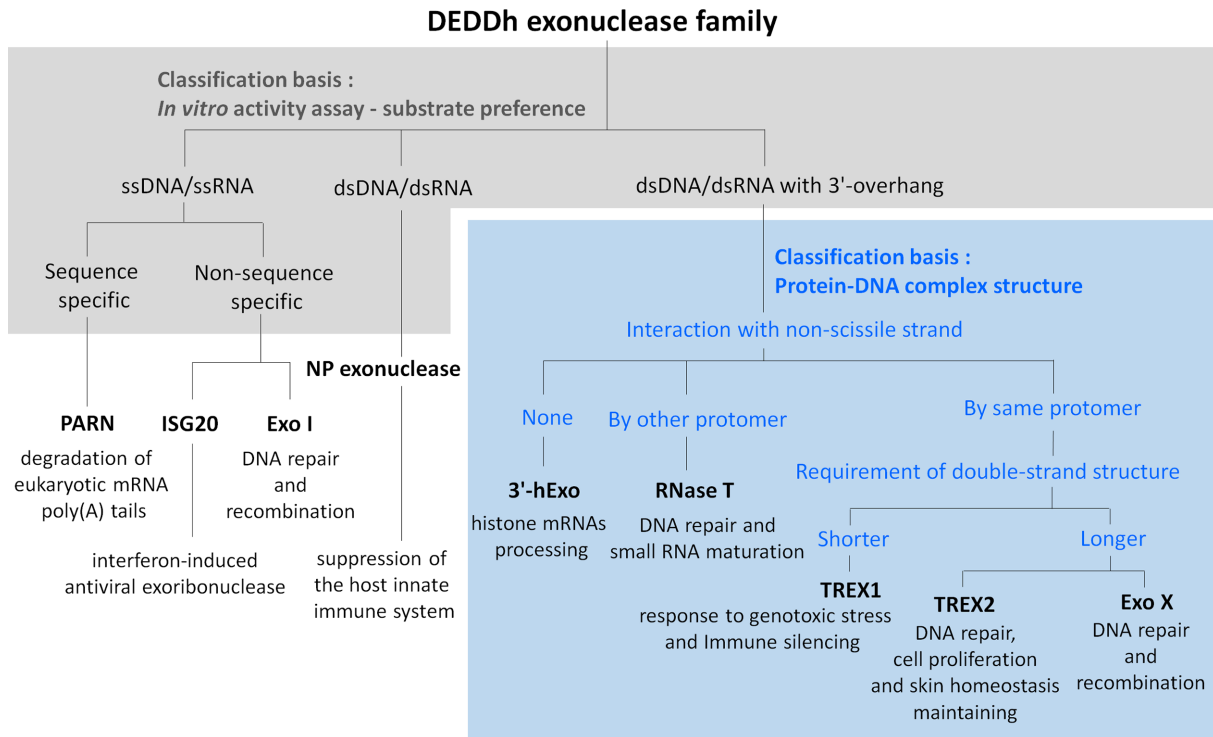 DEDDh exonuclease family
Classification basis :
In vitro activity assay - substrate preference
ssDNA/ssRNA
dsDNA/dsRNA
dsDNA/dsRNA with 3'-overhang
Sequence
specific
Non-sequence
specific
Classification basis :
Protein-DNA complex structure
Interaction with non-scissile strand
NP exonuclease
None
By other protomer
By same protomer
PARN
ISG20
Exo I
degradation of
eukaryotic mRNA
poly(A) tails
DNA repair
and
recombination
interferon-induced
antiviral exoribonuclease
suppression of
the host innate
immune system
Requirement of double-strand structure
3'-hExo
histone mRNAs
processing
RNase T
DNA repair and
small RNA maturation
Shorter
Longer
TREX1
response to genotoxic stress
and Immune silencing
TREX2
DNA repair,
cell proliferation
and skin homeostasis
maintaining
Exo X
DNA repair
and
recombination